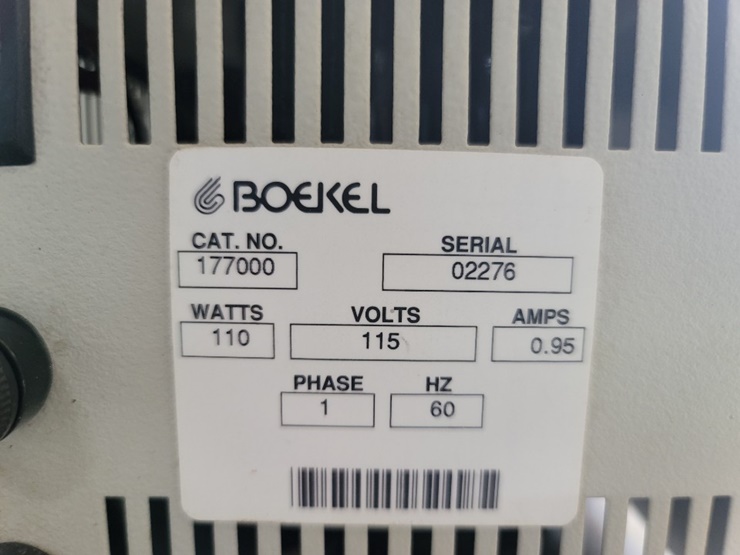 BOEKEL
CAT. NO. SERIAL
177000 02276
WATTS VOLTS AMPS
110 115 0.95
PHASE HZ
1 60